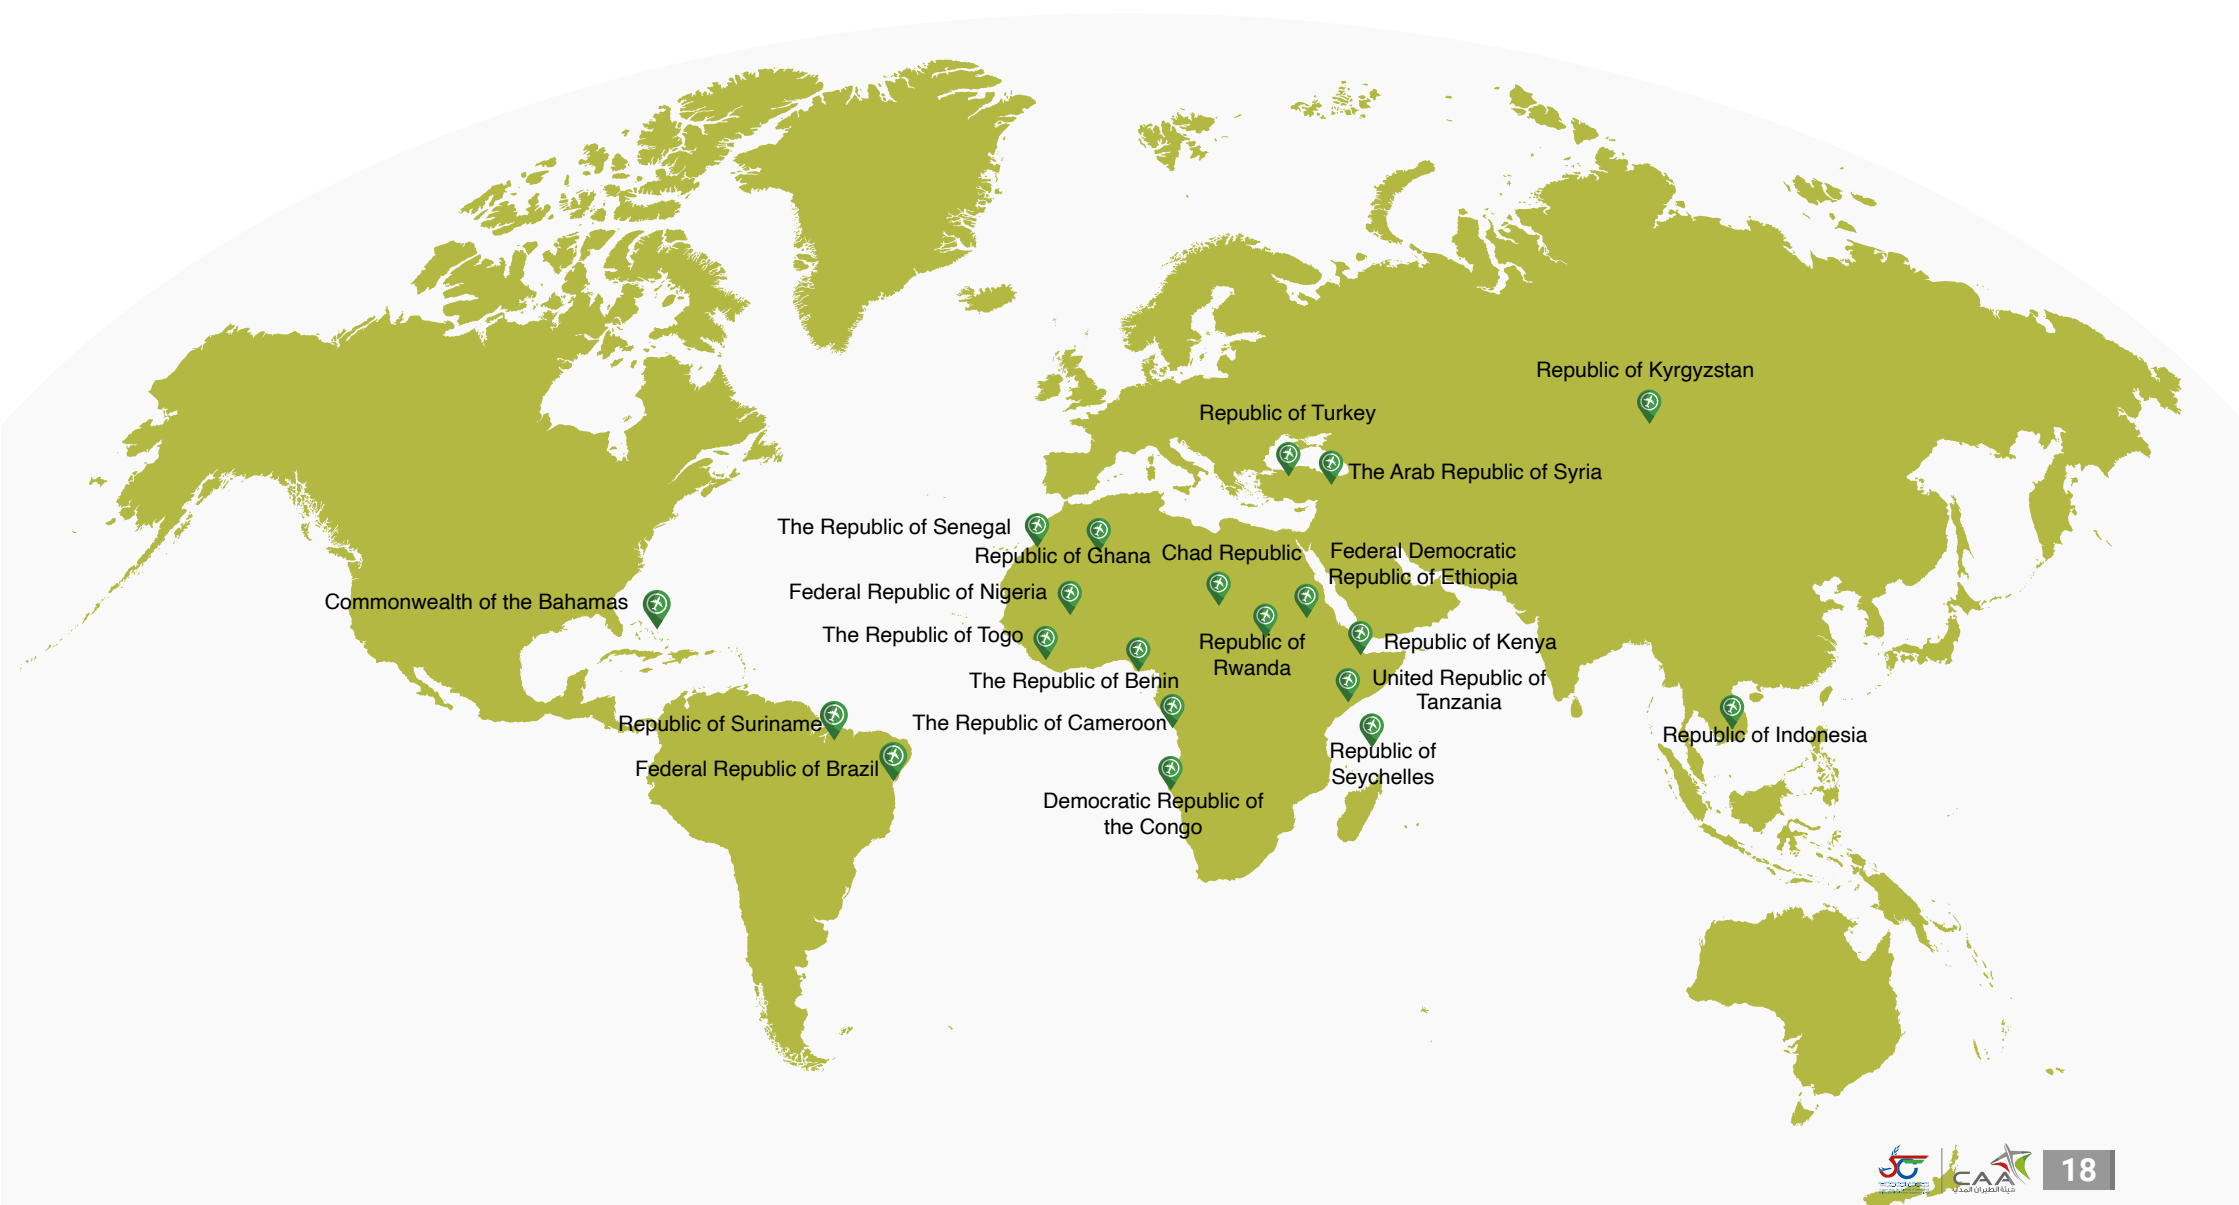 Republic of Kyrgyzstan
Republic of Turkey
The Arab Republic of Syria
The Republic of Senegal
Republic of Ghana
Chad Republic
Federal Democratic
Republic of Ethiopia
Federal Republic of Nigeria
Commonwealth of the Bahamas
The Republic of Togo
Republic of
Rwanda
Republic of Kenya
The Republic of Benin
United Republic of
Tanzania
Republic of Suriname
The Republic of Cameroon
Republic of Indonesia
Republic of
Seychelles
Federal Republic of Brazil
Democratic Republic of
the Congo
CAA
هيئة الطيران المدني
18